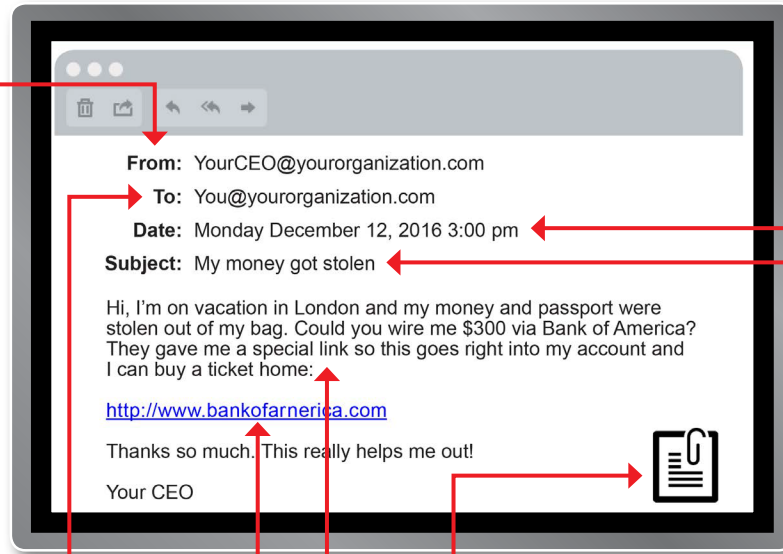 From: YourCEO@yourorganization.com
To: You@yourorganization.com
Date: Monday December 12, 2016 3:00 pm
Subject: My money got stolen
Hi, I'm on vacation in London and my money and passport were
stolen out of my bag. Could you wire me $300 via Bank of America?
They gave me a special link so this goes right into my account and
I can buy a ticket home:
http://www.bankofarnerica.com
Thanks so much. This really helps me out!
Your CEO